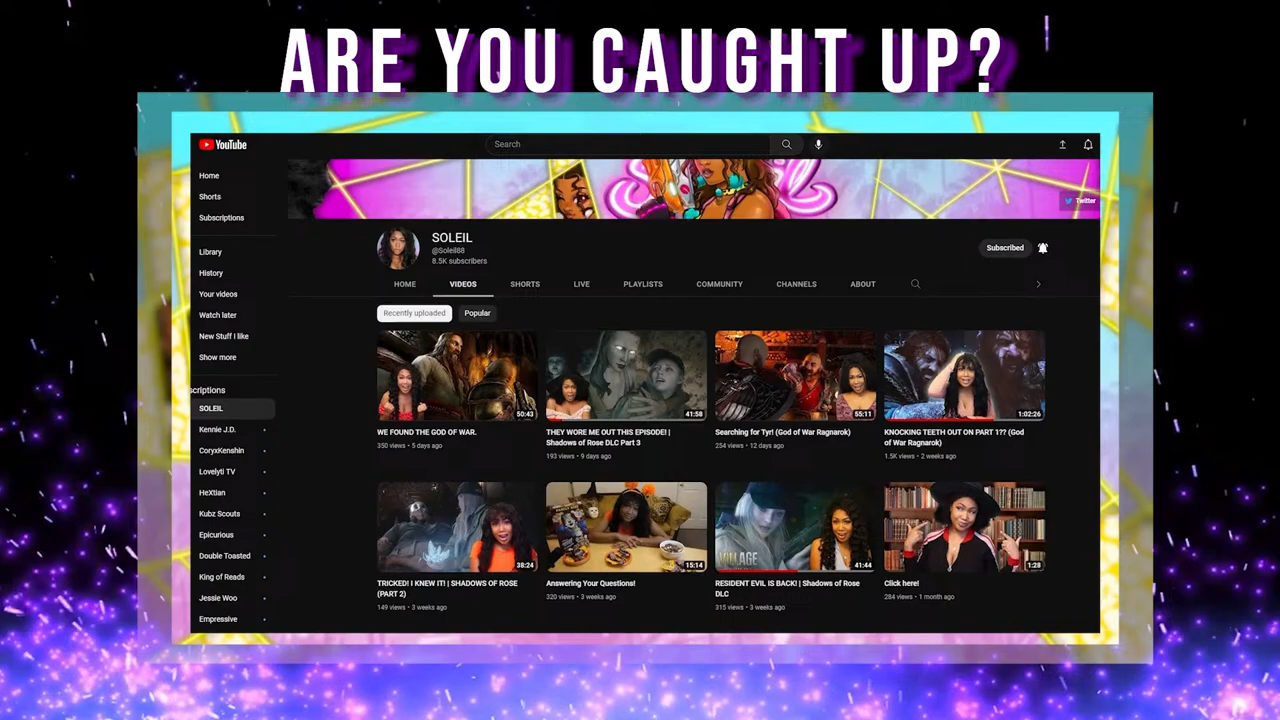 ARE YOU CAUGHT UP?
YouTube
Search
Home
Shorts
Subscriptions
Library
History
Your videos
Watch later
New Stuff I like
Show more
scriptions
SOLEIL
Kennie J.D.
CoryxKenshin
Lovelyti TV
HeXtian
Kubz Scouts
Epicurious
Double Toasted
King of Reads
Jessie Woo
Empressive
Twitter
SOLEIL
@Soleil68
8.5K subscribers
Subscribed
HOME VIDEOS SHORTS LIVE PLAYLISTS COMMUNITY CHANNELS ABOUT
Recently uploaded Popular
50:43
WE FOUND THE GOD OF WAR.
350 views • 5 days ago
41:58
THEY WORE ME OUT THIS EPISODE! |
Shadows of Rose DLC Part 3
193 views • 9 days ago
55:11
Searching for Tyr! (God of War Ragnarok)
254 views • 12 days ago
1:02:26
KNOCKING TEETH OUT ON PART 1?? (God
of War Ragnarok)
1.5K views • 2 weeks ago
38:24
TRICKED! I KNEW IT! | SHADOWS OF ROSE
(PART 2)
149 views • 3 weeks ago
15:14
Answering Your Questions!
320 views • 3 weeks ago
VILLAGE
41:44
RESIDENT EVIL IS BACK! | Shadows of Rose
DLC
315 views • 3 weeks ago
1:28
Click here!
284 views • 1 month ago